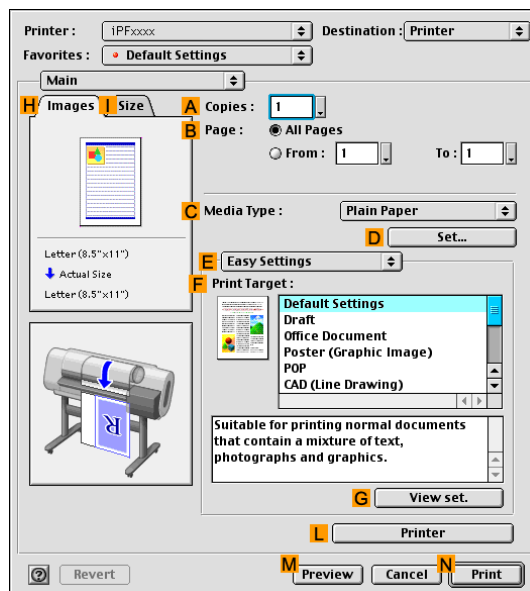 Printer : iPFxxxx Destination : Printer
Favorites : Default Settings
Main
H Images I Size
A Copies : 1
B Page : All Pages
From : 1 To : 1
C Media Type : Plain Paper
D Set...
Letter (8.5"x11")
Actual Size
Letter (8.5"x11")
E Easy Settings
F Print Target :
Default Settings
Draft
Office Document
Poster (Graphic Image)
POP
CAD (Line Drawing)
R
Suitable for printing normal documents
that contain a mixture of text,
photographs and graphics.
G View set.
L Printer
? Revert M Preview Cancel N Print